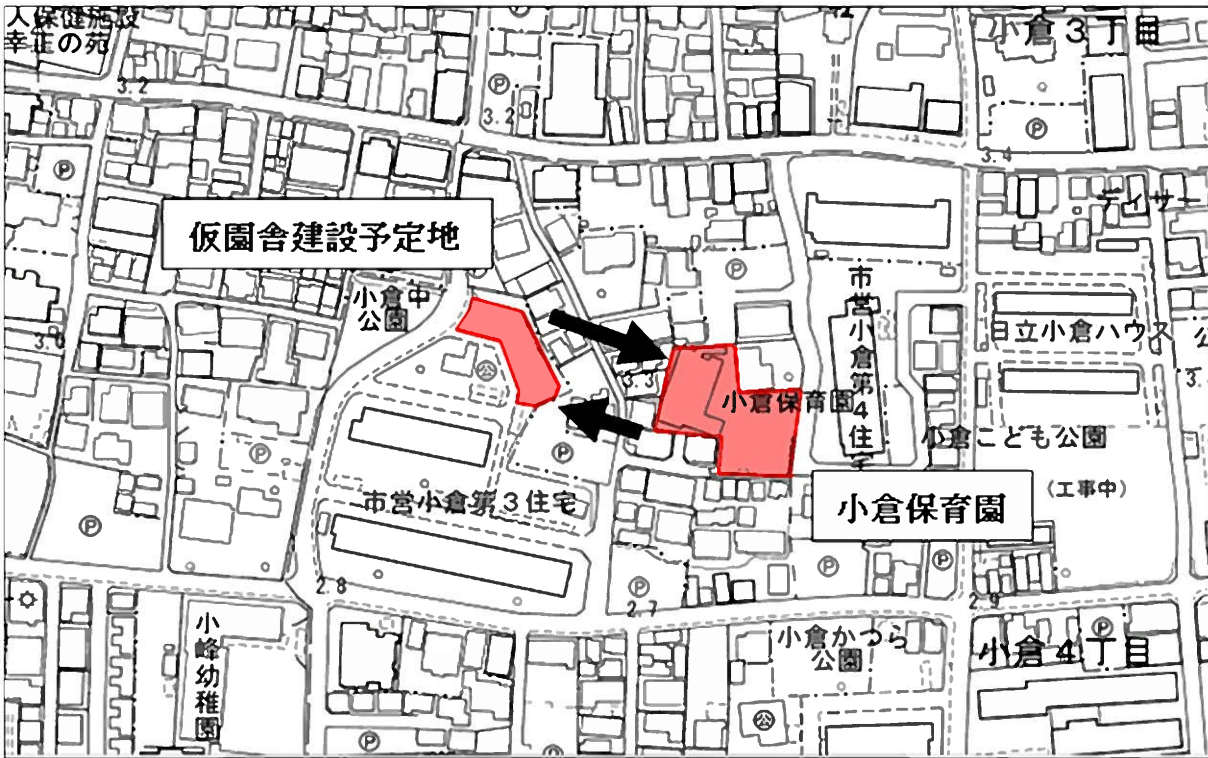 人保健施設
幸正の苑
小倉3丁目
3.2
3.2
P
P
P
3.4
デイサー
仮園舎建設予定地
小倉中
公園
P
市営小倉第4住宅
日立小倉ハウス
公
3.0
3.3
公
小倉保育園
小倉こども公園
P
P
(工事中)
市営小倉第3住宅
小倉保育園
P
2.8
P
2.7
P
P
2.9
小峰幼稚園
小倉かつら
公園
P
小倉4丁目
公
P